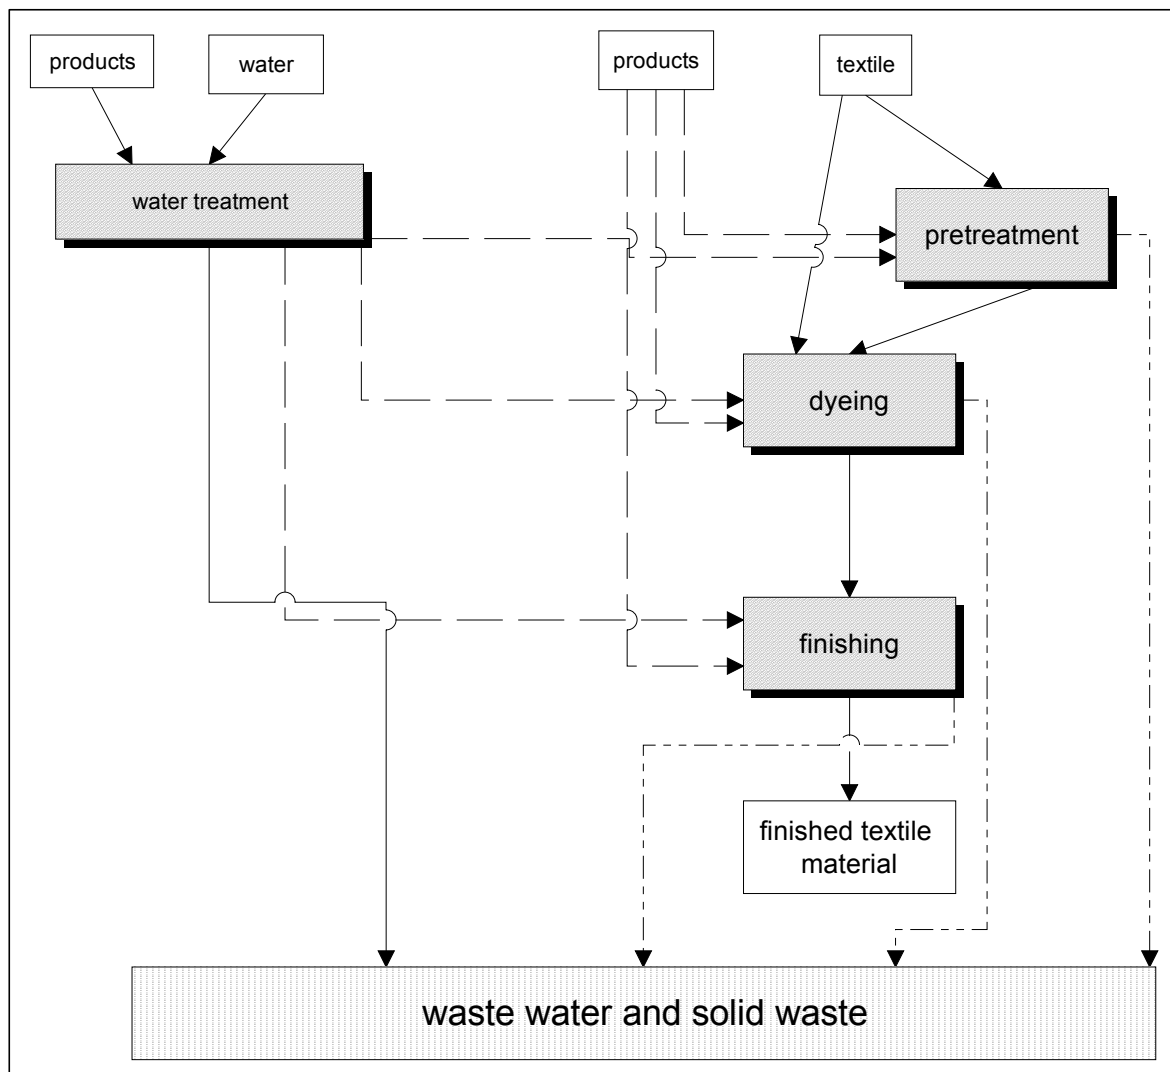 products
water
products
textile
water treatment
pretreatment
dyeing
finishing
finished textile
material
waste water and solid waste